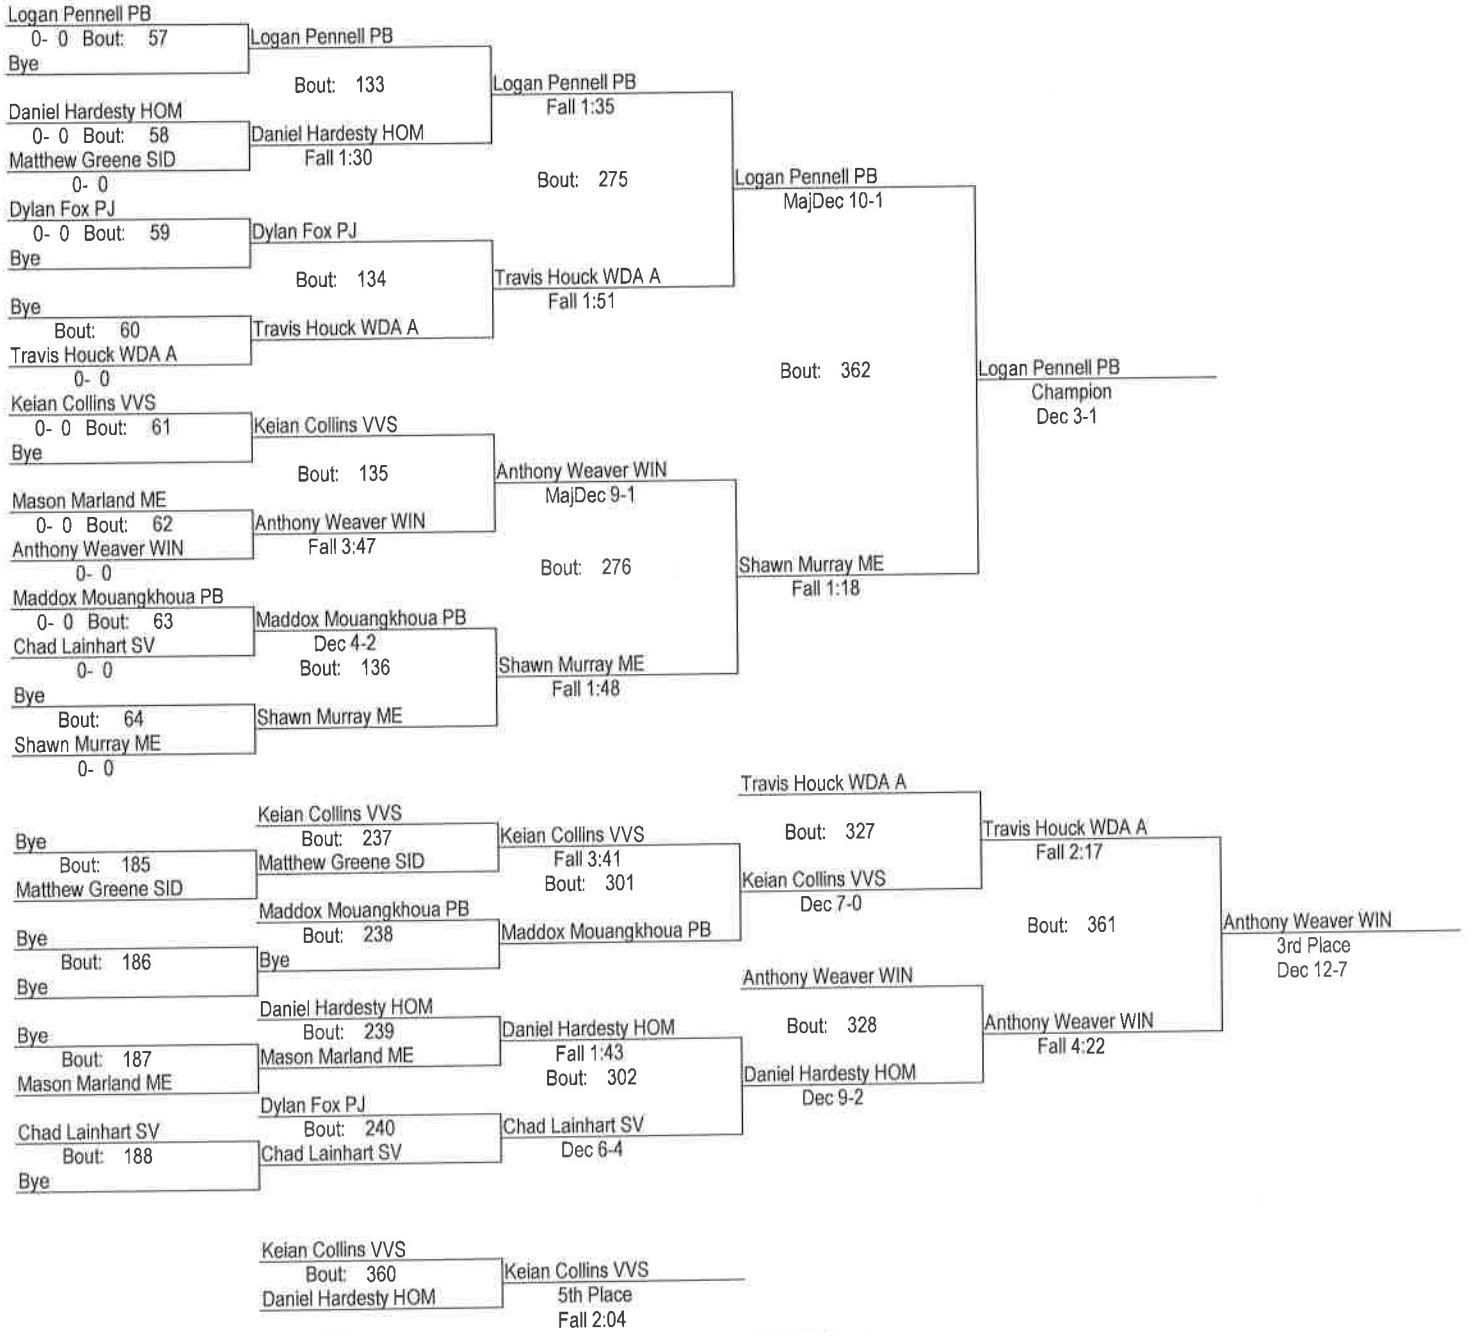 Logan Pennell PB
0- 0 Bout: 57
Bye
Logan Pennell PB
Bout: 133
Daniel Hardesty HOM
0- 0 Bout: 58
Matthew Greene SID
0- 0
Daniel Hardesty HOM
Fall 1:30
Logan Pennell PB
Fall 1:35
Bout: 275
Dylan Fox PJ
0- 0 Bout: 59
Bye
Dylan Fox PJ
Bout: 134
Bye
Bout: 60
Travis Houck WDA A
0- 0
Travis Houck WDA A
Travis Houck WDA A
Fall 1:51
Logan Pennell PB
MajDec 10-1
Bout: 362
Logan Pennell PB
Champion
Dec 3-1
Keian Collins VVS
0- 0 Bout: 61
Bye
Keian Collins VVS
Bout: 135
Mason Marland ME
0- 0 Bout: 62
Anthony Weaver WIN
0- 0
Anthony Weaver WIN
Fall 3:47
Anthony Weaver WIN
MajDec 9-1
Bout: 276
Maddox Mouangkhoua PB
0- 0 Bout: 63
Chad Lainhart SV
0- 0
Maddox Mouangkhoua PB
Dec 4-2
Bout: 136
Bye
Bout: 64
Shawn Murray ME
0- 0
Shawn Murray ME
Shawn Murray ME
Fall 1:48
Shawn Murray ME
Fall 1:18
Bye
Bout: 185
Matthew Greene SID
Keian Collins VVS
Bout: 237
Matthew Greene SID
Keian Collins VVS
Fall 3:41
Bout: 301
Bye
Bout: 186
Bye
Maddox Mouangkhoua PB
Bout: 238
Bye
Maddox Mouangkhoua PB
Travis Houck WDA A
Bout: 327
Keian Collins VVS
Dec 7-0
Travis Houck WDA A
Fall 2:17
Bout: 361
Bye
Bout: 187
Mason Marland ME
Daniel Hardesty HOM
Bout: 239
Mason Marland ME
Daniel Hardesty HOM
Fall 1:43
Bout: 302
Chad Lainhart SV
Bout: 188
Bye
Dylan Fox PJ
Bout: 240
Chad Lainhart SV
Chad Lainhart SV
Dec 6-4
Anthony Weaver WIN
Bout: 328
Daniel Hardesty HOM
Dec 9-2
Anthony Weaver WIN
Fall 4:22
Anthony Weaver WIN
3rd Place
Dec 12-7
Keian Collins VVS
Bout: 360
Daniel Hardesty HOM
Keian Collins VVS
5th Place
Fall 2:04